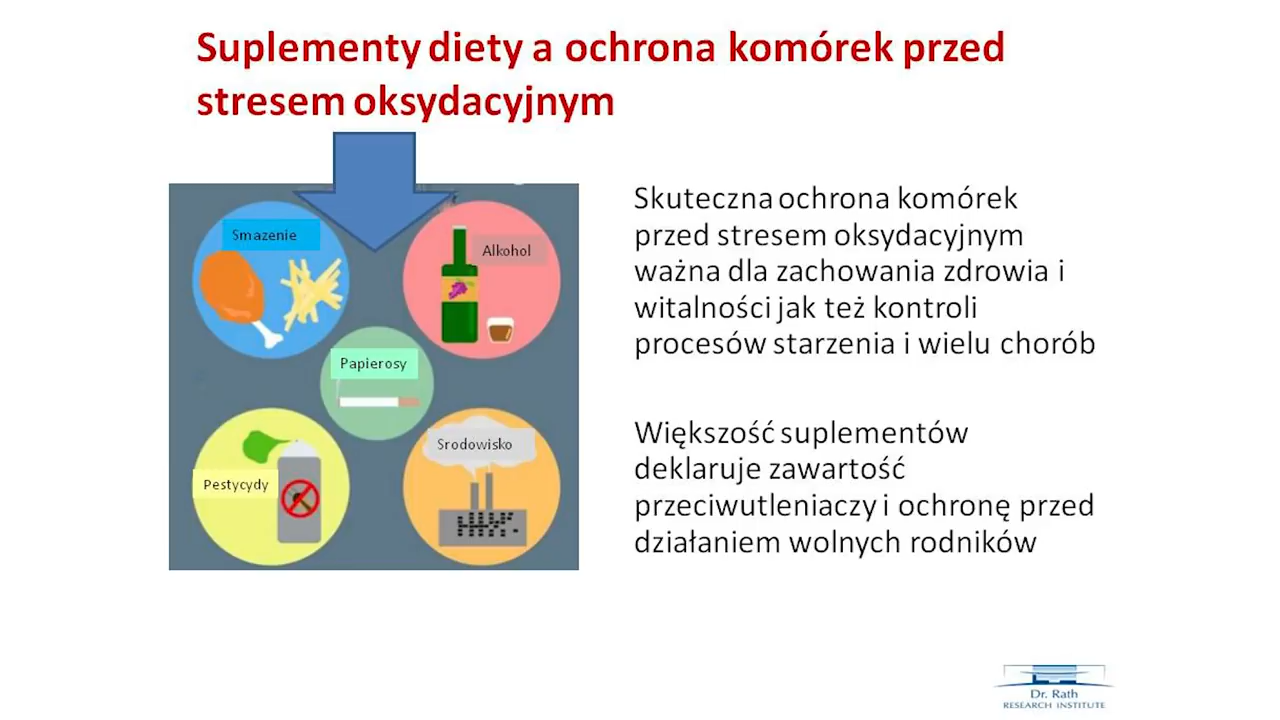 Suplementy diety a ochrona komórek przed
stresem oksydacyjnym
Smazenie
Alkohol
Papierosy
Pestycydy
Srodowisko
Skuteczna ochrona komórek
przed stresem oksydacyjnym
ważna dla zachowania zdrowia i
witalności jak też kontroli
procesów starzenia i wielu chorób
Większość suplementów
deklaruje zawartość
przeciwutleniaczy i ochronę przed
działaniem wolnych rodników
Dr. Rath
RESEARCH INSTITUTE